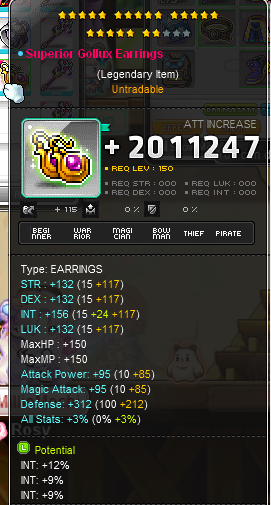 Superior Gollux Earrings
(Legendary Item)
Untradable
ATT INCREASE
+ 2011247
REQ LEV : 150
REQ STR : 000 REQ LUK : 000
REQ DEX : 000 REQ INT : 000
+ 115 0 % 0 %
BEGINNER WARRIOR MAGICIAN BOWMAN THIEF PIRATE
Type: EARRINGS
STR : +132 (15 +117)
DEX : +132 (15 +117)
INT : +156 (15 +24 +117)
LUK : +132 (15 +117)
MaxHP : +150
MaxMP : +150
Attack Power: +95 (10 +85)
Magic Attack: +95 (10 +85)
Defense: +312 (100 +212)
All Stats: +3% (0% +3%)
L Potential
INT: +12%
INT: +9%
INT: +9%